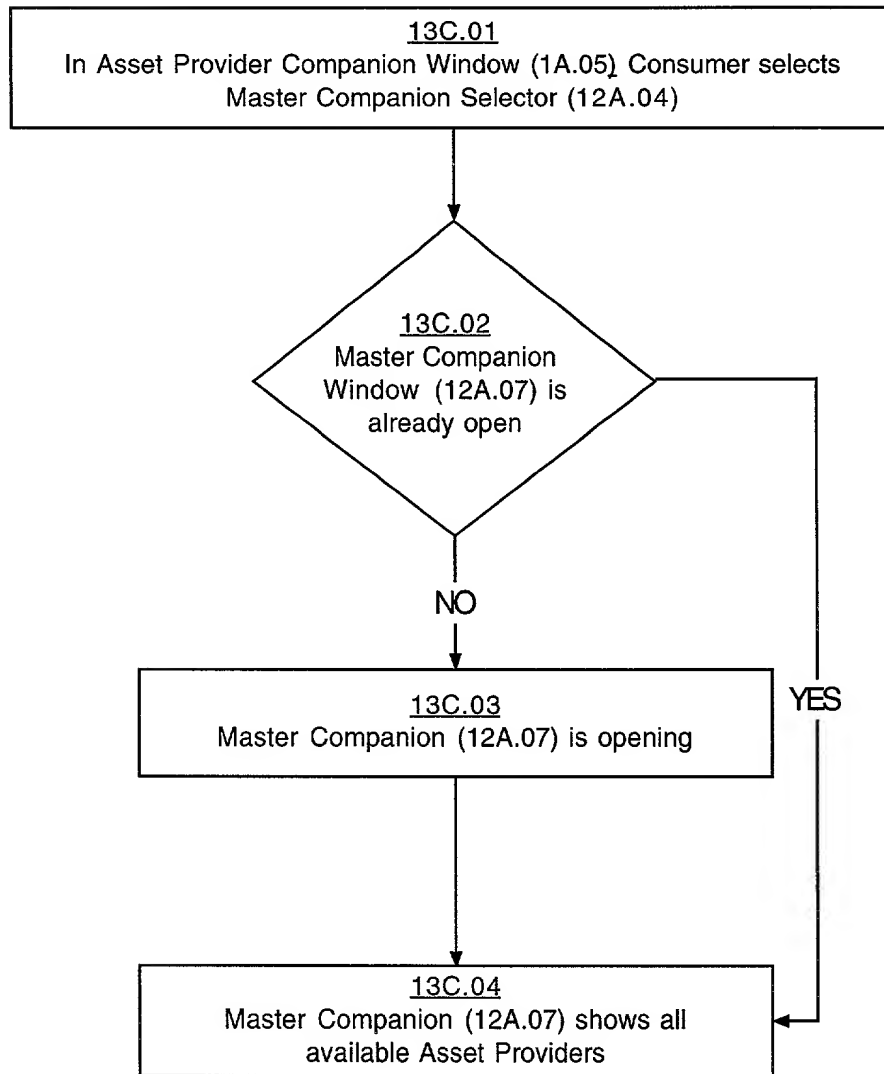 13C.01
In Asset Provider Companion Window (1A.05) Consumer selects
Master Companion Selector (12A.04)
13C.02
Master Companion
Window (12A.07) is
already open
NO
YES
13C.03
Master Companion (12A.07) is opening
13C.04
Master Companion (12A.07) shows all
available Asset Providers